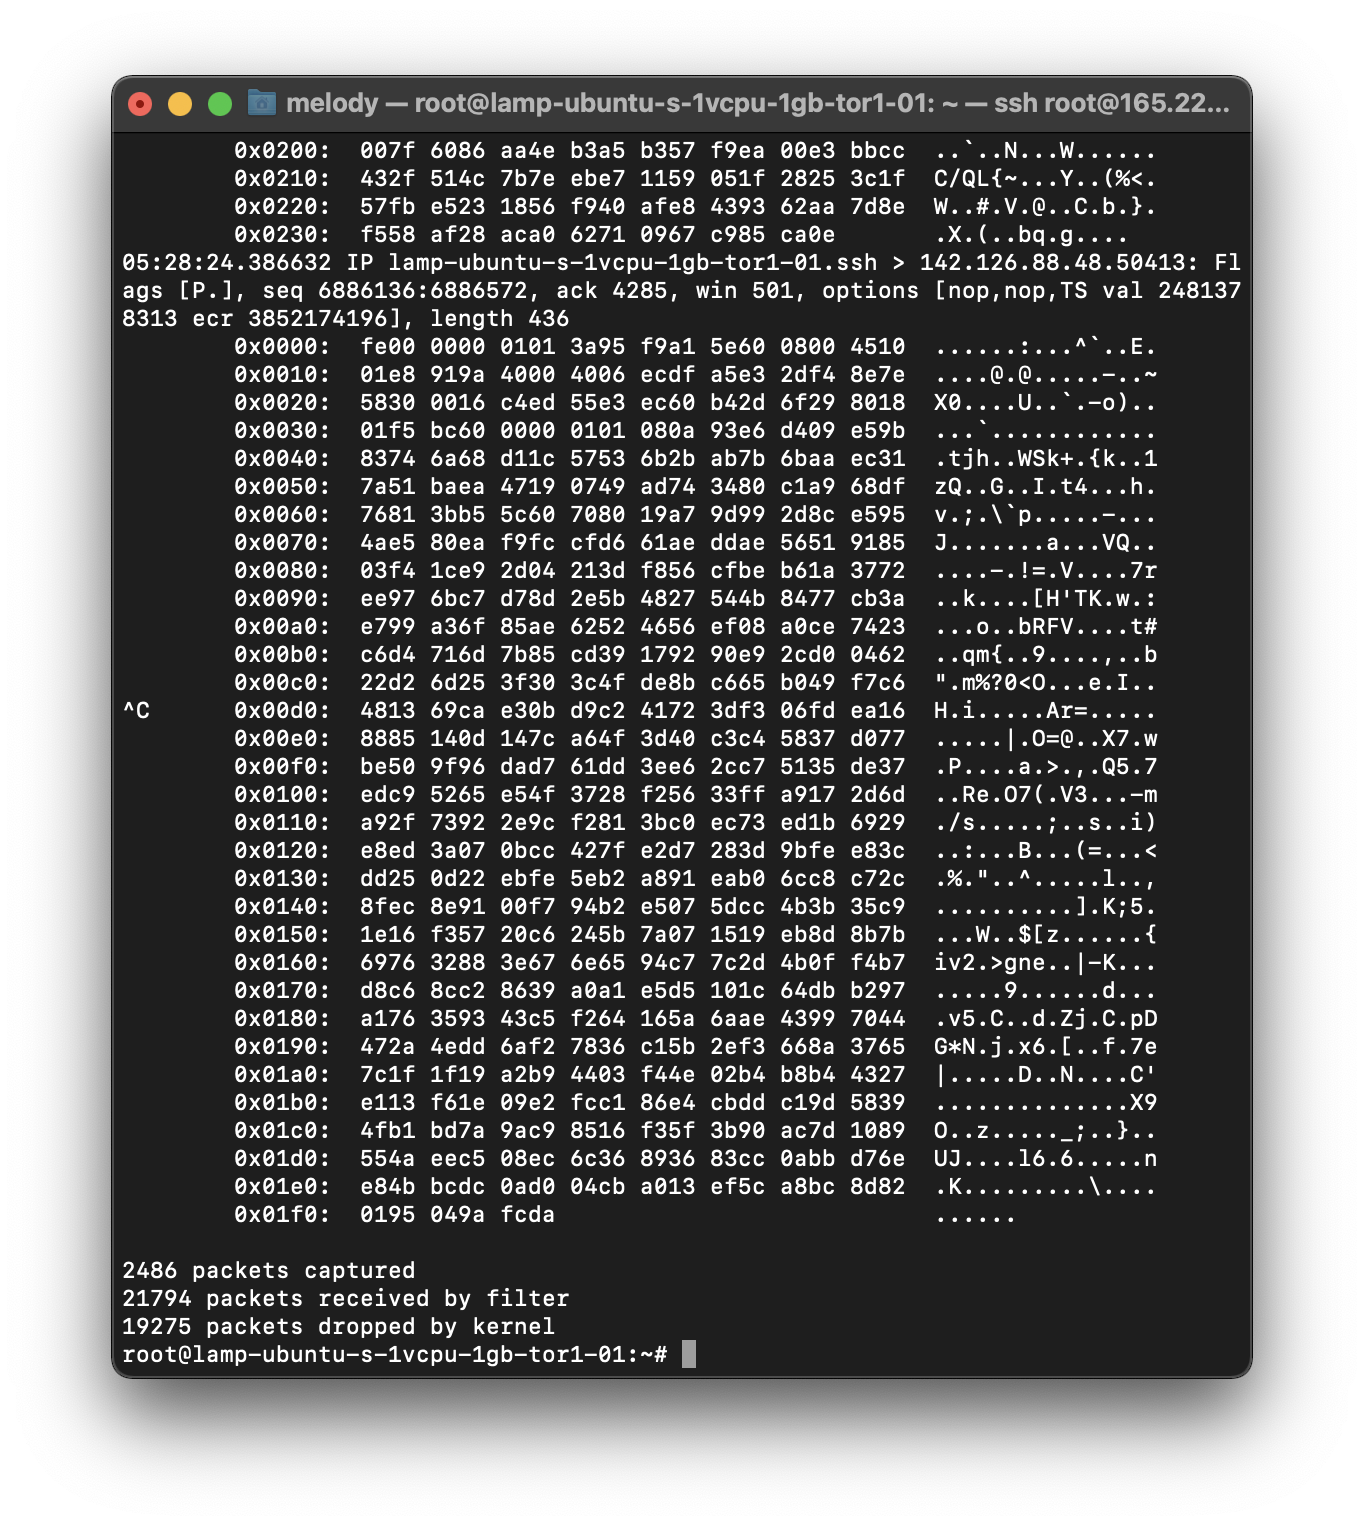 melody — root@lamp-ubuntu-s-1vcpu-1gb-tor1-01: ~ — ssh root@165.22...
0x0200: 007f 6086 aa4e b3a5 b357 f9ea 00e3 bbcc ..`..N...W......
0x0210: 432f 514c 7b7e ebe7 1159 051f 2825 3c1f C/QL{~...Y..(%<.
0x0220: 57fb e523 1856 f940 afe8 4393 62aa 7d8e W..#.V.@..C.b.}.
0x0230: f558 af28 aca0 6271 0967 c985 ca0e .X.(..bq.g....
05:28:24.386632 IP lamp-ubuntu-s-1vcpu-1gb-tor1-01.ssh > 142.126.88.48.50413: Fl
ags [P.], seq 6886136:6886572, ack 4285, win 501, options [nop,nop,TS val 248137
8313 ecr 3852174196], length 436
0x0000: fe00 0000 0101 3a95 f9a1 5e60 0800 4510 ......:...^`..E.
0x0010: 01e8 919a 4000 4006 ecdf a5e3 2df4 8e7e ....@.@.....-..~
0x0020: 5830 0016 c4ed 55e3 ec60 b42d 6f29 8018 X0....U..`.-o)..
0x0030: 01f5 bc60 0000 0101 080a 93e6 d409 e59b ...`............
0x0040: 8374 6a68 d11c 5753 6b2b ab7b 6baa ec31 .tjh..WSk+.{k..1
0x0050: 7a51 baea 4719 0749 ad74 3480 c1a9 68df zQ..G..I.t4...h.
0x0060: 7681 3bb5 5c60 7080 19a7 9d99 2d8c e595 v.;.\`p.....-...
0x0070: 4ae5 80ea f9fc cfd6 61ae ddae 5651 9185 J.......a...VQ..
0x0080: 03f4 1ce9 2d04 213d f856 cfbe b61a 3772 ....-.!=.V....7r
0x0090: ee97 6bc7 d78d 2e5b 4827 544b 8477 cb3a ..k....[H'TK.w.:
0x00a0: e799 a36f 85ae 6252 4656 ef08 a0ce 7423 ...o..bRFV....t#
0x00b0: c6d4 716d 7b85 cd39 1792 90e9 2cd0 0462 ..qm{..9....,..b
0x00c0: 22d2 6d25 3f30 3c4f de8b c665 b049 f7c6 ".m%?0<O...e.I..
^C 0x00d0: 4813 69ca e30b d9c2 4172 3df3 06fd ea16 H.i.....Ar=.....
0x00e0: 8885 140d 147c a64f 3d40 c3c4 5837 d077 .....|.O=@..X7.w
0x00f0: be50 9f96 dad7 61dd 3ee6 2cc7 5135 de37 .P....a.>.,.Q5.7
0x0100: edc9 5265 e54f 3728 f256 33ff a917 2d6d ..Re.O7(.V3...-m
0x0110: a92f 7392 2e9c f281 3bc0 ec73 ed1b 6929 ./s.....;..s..i)
0x0120: e8ed 3a07 0bcc 427f e2d7 283d 9bfe e83c ..:...B...(=...<
0x0130: dd25 0d22 ebfe 5eb2 a891 eab0 6cc8 c72c .%."..^.....l..,
0x0140: 8fec 8e91 00f7 94b2 e507 5dcc 4b3b 35c9 ..........].K;5.
0x0150: 1e16 f357 20c6 245b 7a07 1519 eb8d 8b7b ...W..$[z......{
0x0160: 6976 3288 3e67 6e65 94c7 7c2d 4b0f f4b7 iv2.>gne..|-K...
0x0170: d8c6 8cc2 8639 a0a1 e5d5 101c 64db b297 .....9......d...
0x0180: a176 3593 43c5 f264 165a 6aae 4399 7044 .v5.C..d.Zj.C.pD
0x0190: 472a 4edd 6af2 7836 c15b 2ef3 668a 3765 G*N.j.x6.[..f.7e
0x01a0: 7c1f 1f19 a2b9 4403 f44e 02b4 b8b4 4327 |.....D..N....C'
0x01b0: e113 f61e 09e2 fcc1 86e4 cbdd c19d 5839 ..............X9
0x01c0: 4fb1 bd7a 9ac9 8516 f35f 3b90 ac7d 1089 O..z....._;..}..
0x01d0: 554a eec5 08ec 6c36 8936 83cc 0abb d76e UJ....l6.6.....n
0x01e0: e84b bcdc 0ad0 04cb a013 ef5c a8bc 8d82 .K.........\....
0x01f0: 0195 049a fcda ......
2486 packets captured
21794 packets received by filter
19275 packets dropped by kernel
root@lamp-ubuntu-s-1vcpu-1gb-tor1-01:~#